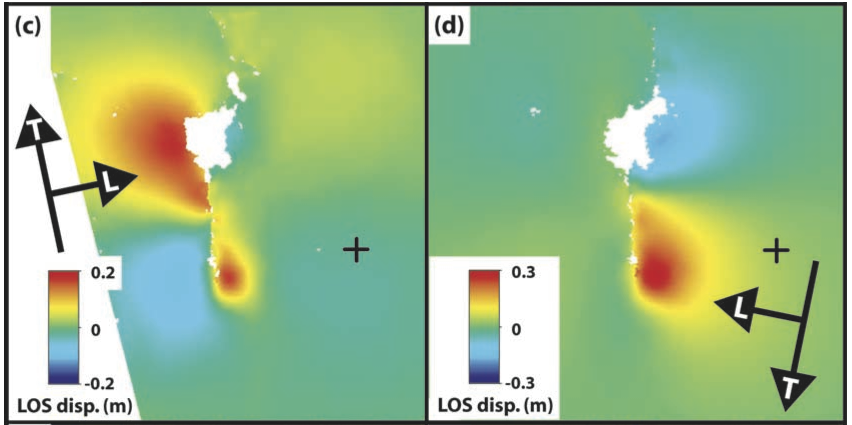 (c)
T
L
0.2
0
-0.2
LOS disp. (m)
(d)
L
T
0.3
0
-0.3
LOS disp. (m)